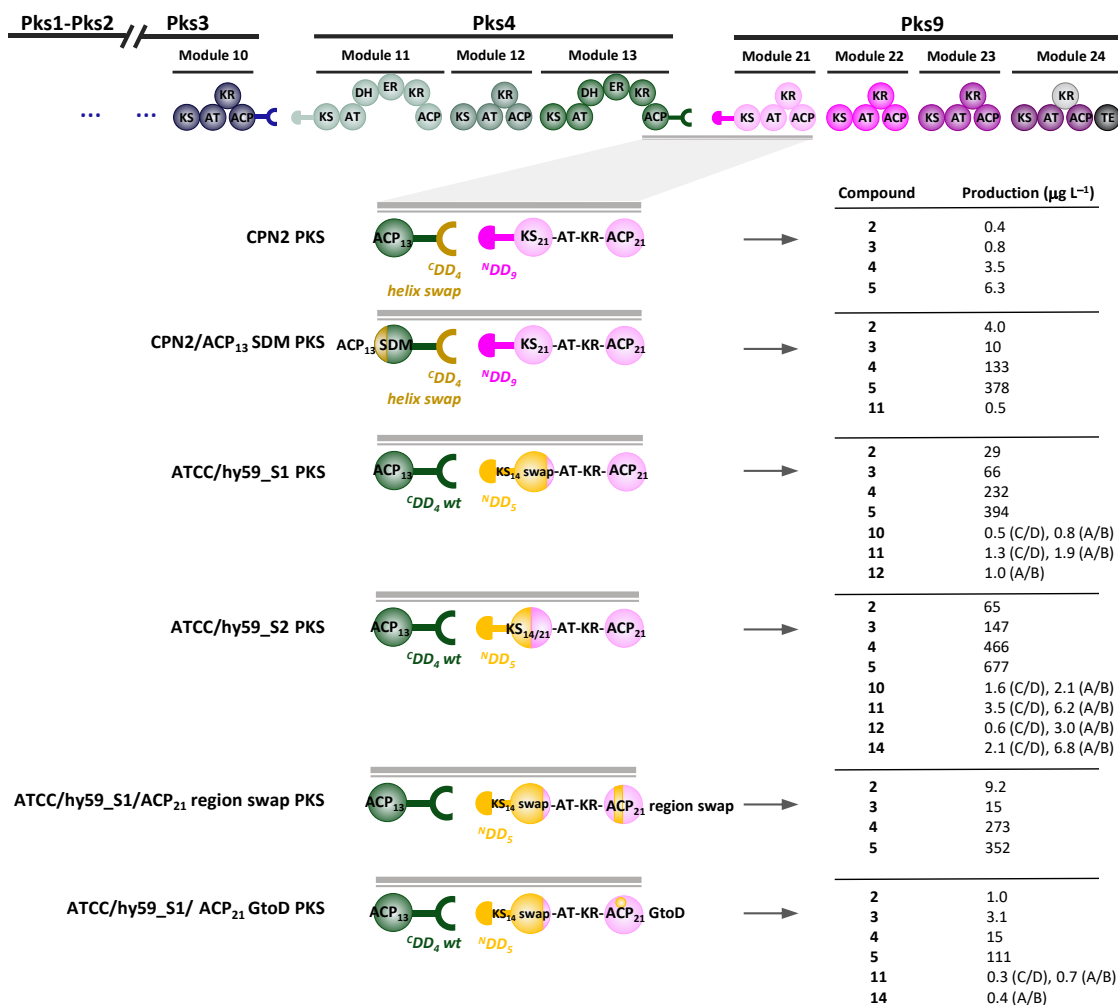 Pks1-Pks2 Pks3 Pks4 Pks9
Module 10 Module 11 Module 12 Module 13 Module 21 Module 22 Module 23 Module 24
DH ER KR DH ER KR
KR KR KR KR KR KR
... ... KS AT ACP KS AT ACP KS AT ACP KS AT ACP KS AT ACP KS AT ACP KS AT ACP KS AT ACP TE
Compound Production (µg L⁻¹)
CPN2 PKS ACP13 KS21 -AT-KR- ACP21
CDD4 NDD9
helix swap
2 0.4
3 0.8
4 3.5
5 6.3
CPN2/ACP13 SDM PKS ACP13 SDM KS21 -AT-KR- ACP21
CDD4 NDD9
helix swap
2 4.0
3 10
4 133
5 378
11 0.5
ATCC/hy59_S1 PKS ACP13 KS14 swap -AT-KR- ACP21
CDD4 wt NDD5
2 29
3 66
4 232
5 394
10 0.5 (C/D), 0.8 (A/B)
11 1.3 (C/D), 1.9 (A/B)
12 1.0 (A/B)
ATCC/hy59_S2 PKS ACP13 KS14/21 -AT-KR- ACP21
CDD4 wt NDD5
2 65
3 147
4 466
5 677
10 1.6 (C/D), 2.1 (A/B)
11 3.5 (C/D), 6.2 (A/B)
12 0.6 (C/D), 3.0 (A/B)
14 2.1 (C/D), 6.8 (A/B)
ATCC/hy59_S1/ACP21 region swap PKS ACP13 KS14 swap -AT-KR- ACP21 region swap
NDD5
2 9.2
3 15
4 273
5 352
ATCC/hy59_S1/ ACP21 GtoD PKS ACP13 KS14 swap -AT-KR- ACP21 GtoD
CDD4 wt NDD5
2 1.0
3 3.1
4 15
5 111
11 0.3 (C/D), 0.7 (A/B)
14 0.4 (A/B)